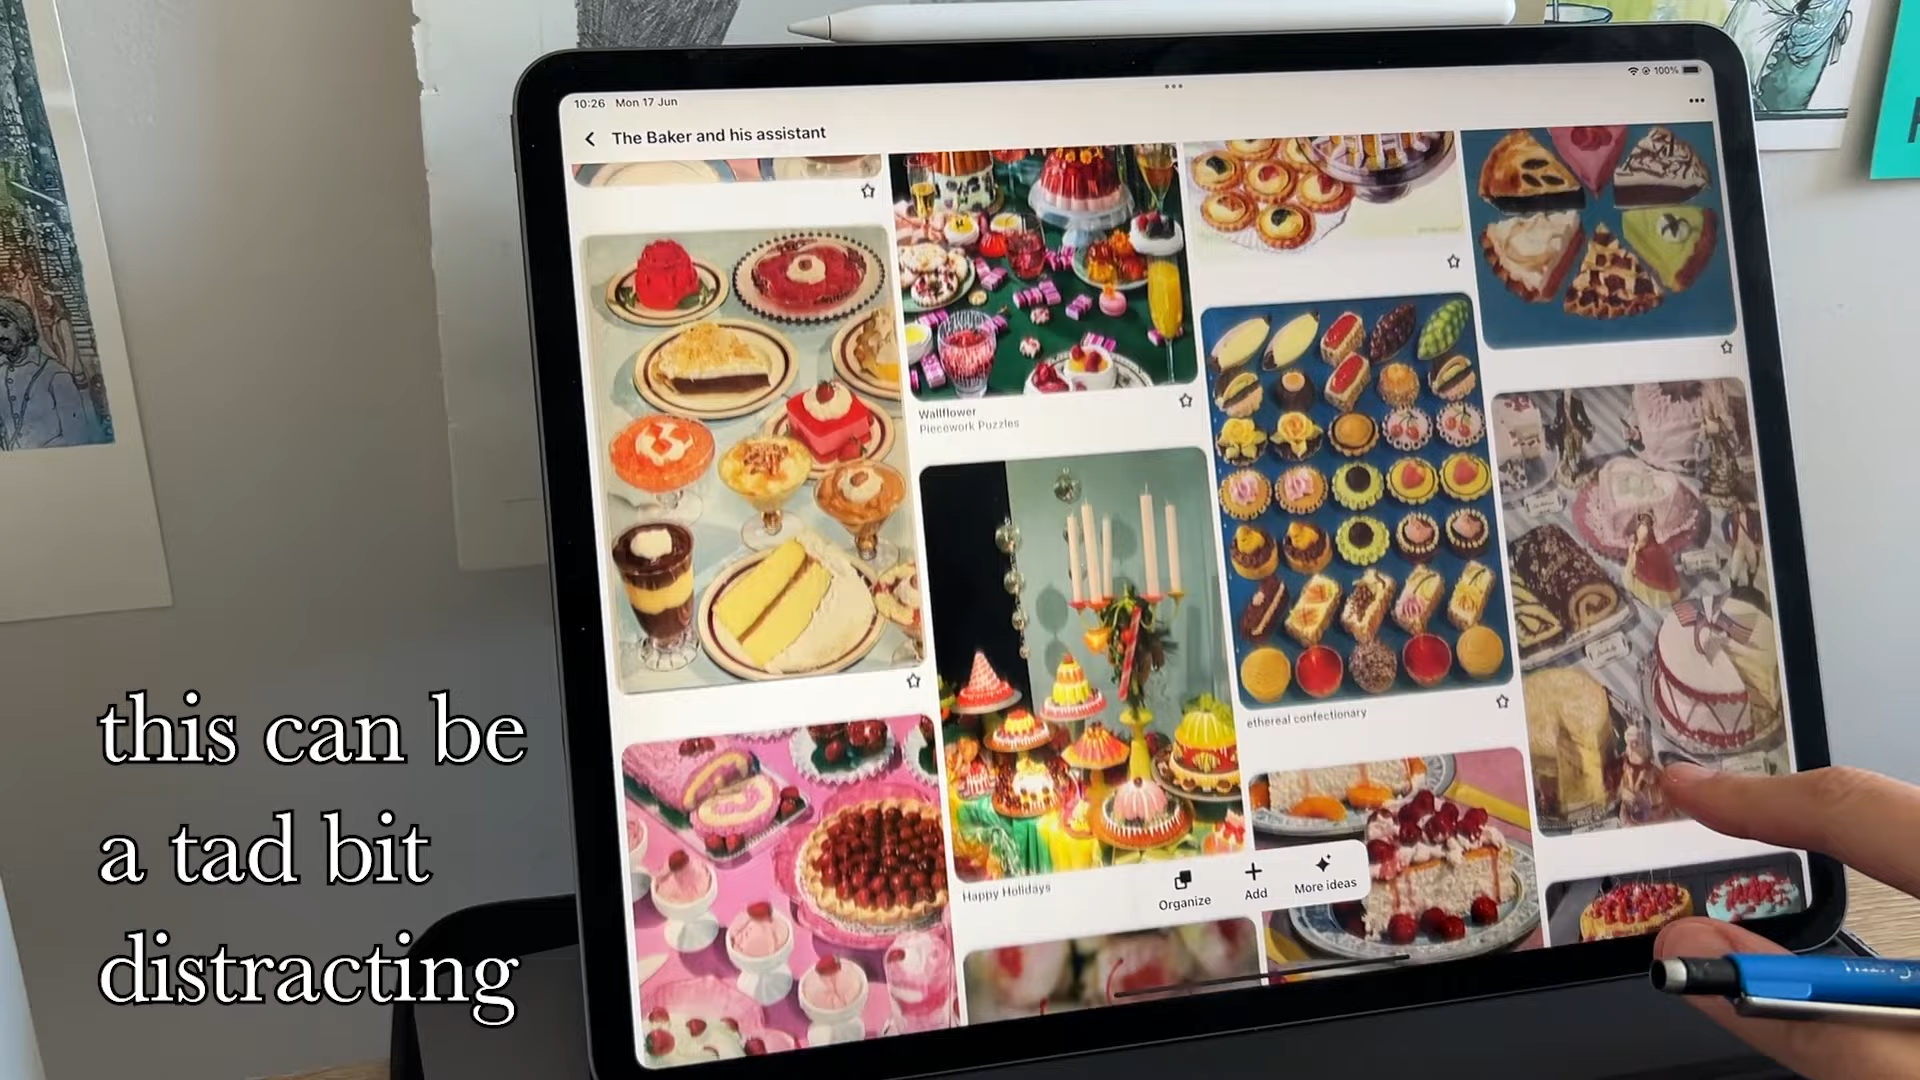 10:26 Mon 17 Jun
100%
The Baker and his assistant
Wallflower
Piecework Puzzles
ethereal confectionary
Happy Holidays
Organize
Add
More ideas
this can be
a tad bit
distracting